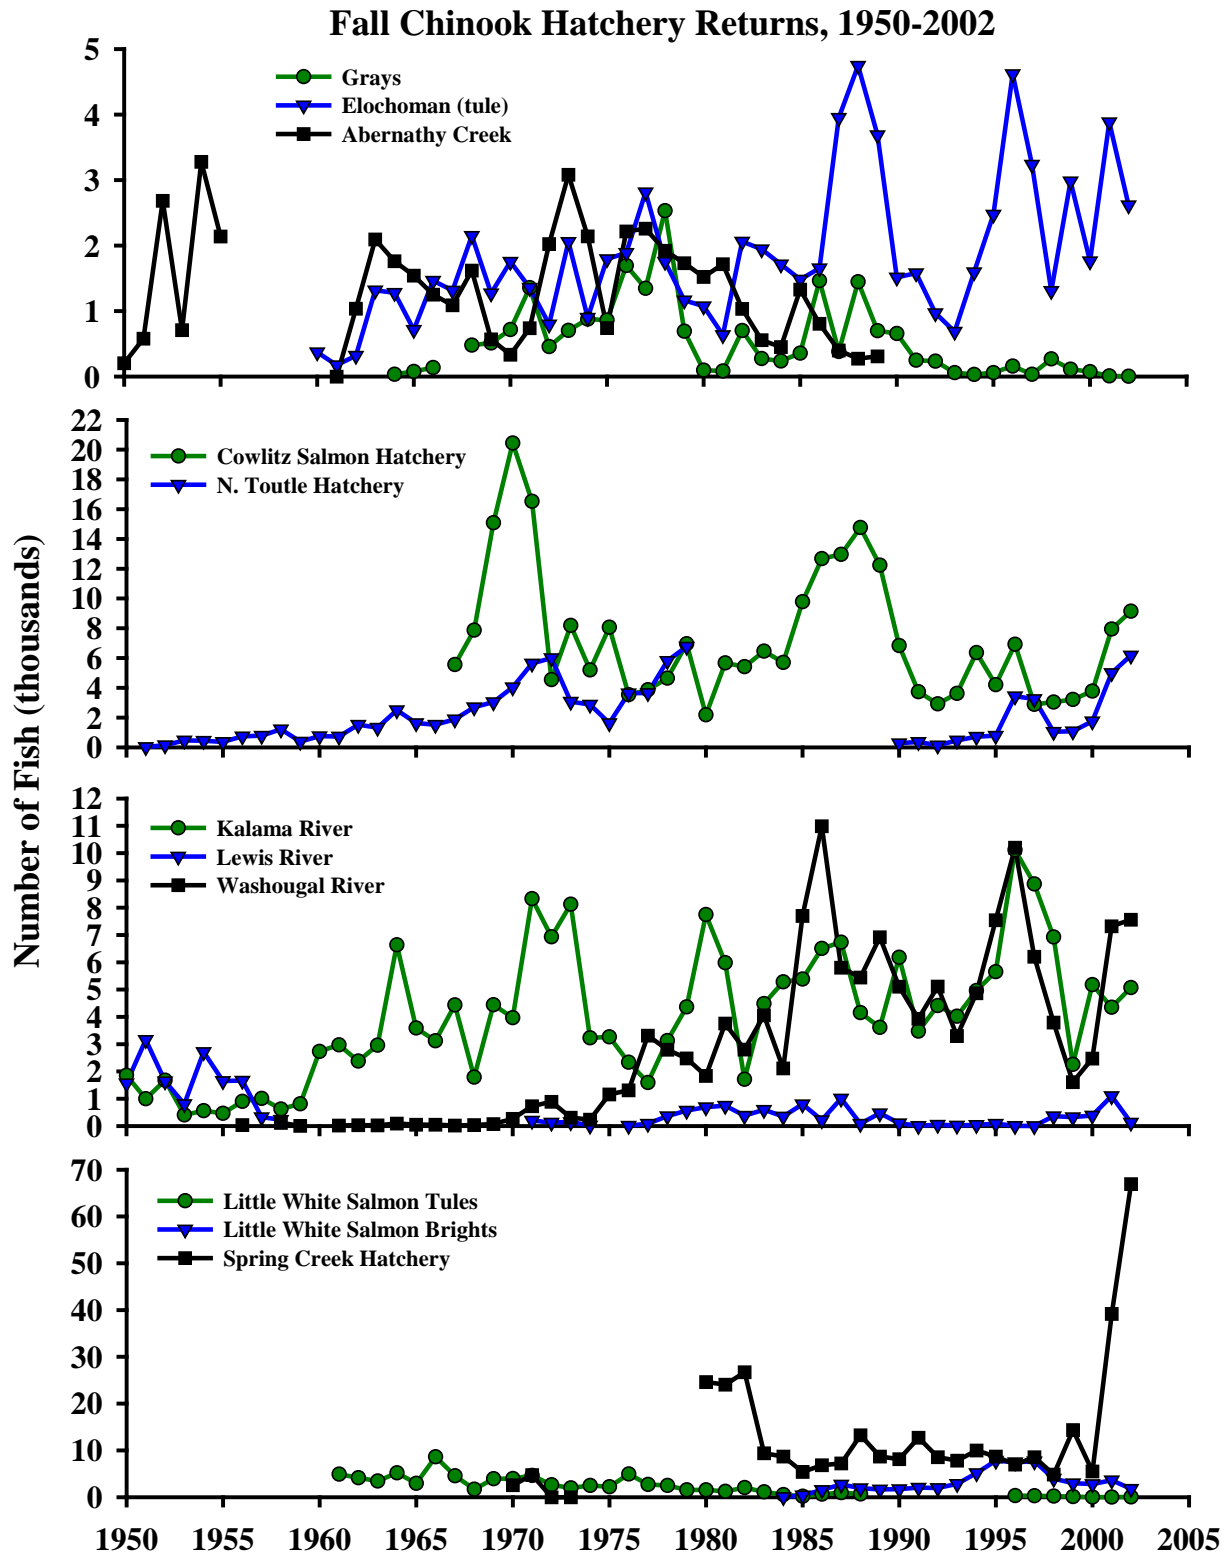 Fall Chinook Hatchery Returns, 1950-2002
Number of Fish (thousands)
5
4
3
2
1
0
Grays
Elochoman (tule)
Abernathy Creek
22
20
18
16
14
12
10
8
6
4
2
0
Cowlitz Salmon Hatchery
N. Toutle Hatchery
12
11
10
9
8
7
6
5
4
3
2
1
0
Kalama River
Lewis River
Washougal River
70
60
50
40
30
20
10
0
Little White Salmon Tules
Little White Salmon Brights
Spring Creek Hatchery
1950 1955 1960 1965 1970 1975 1980 1985 1990 1995 2000 2005